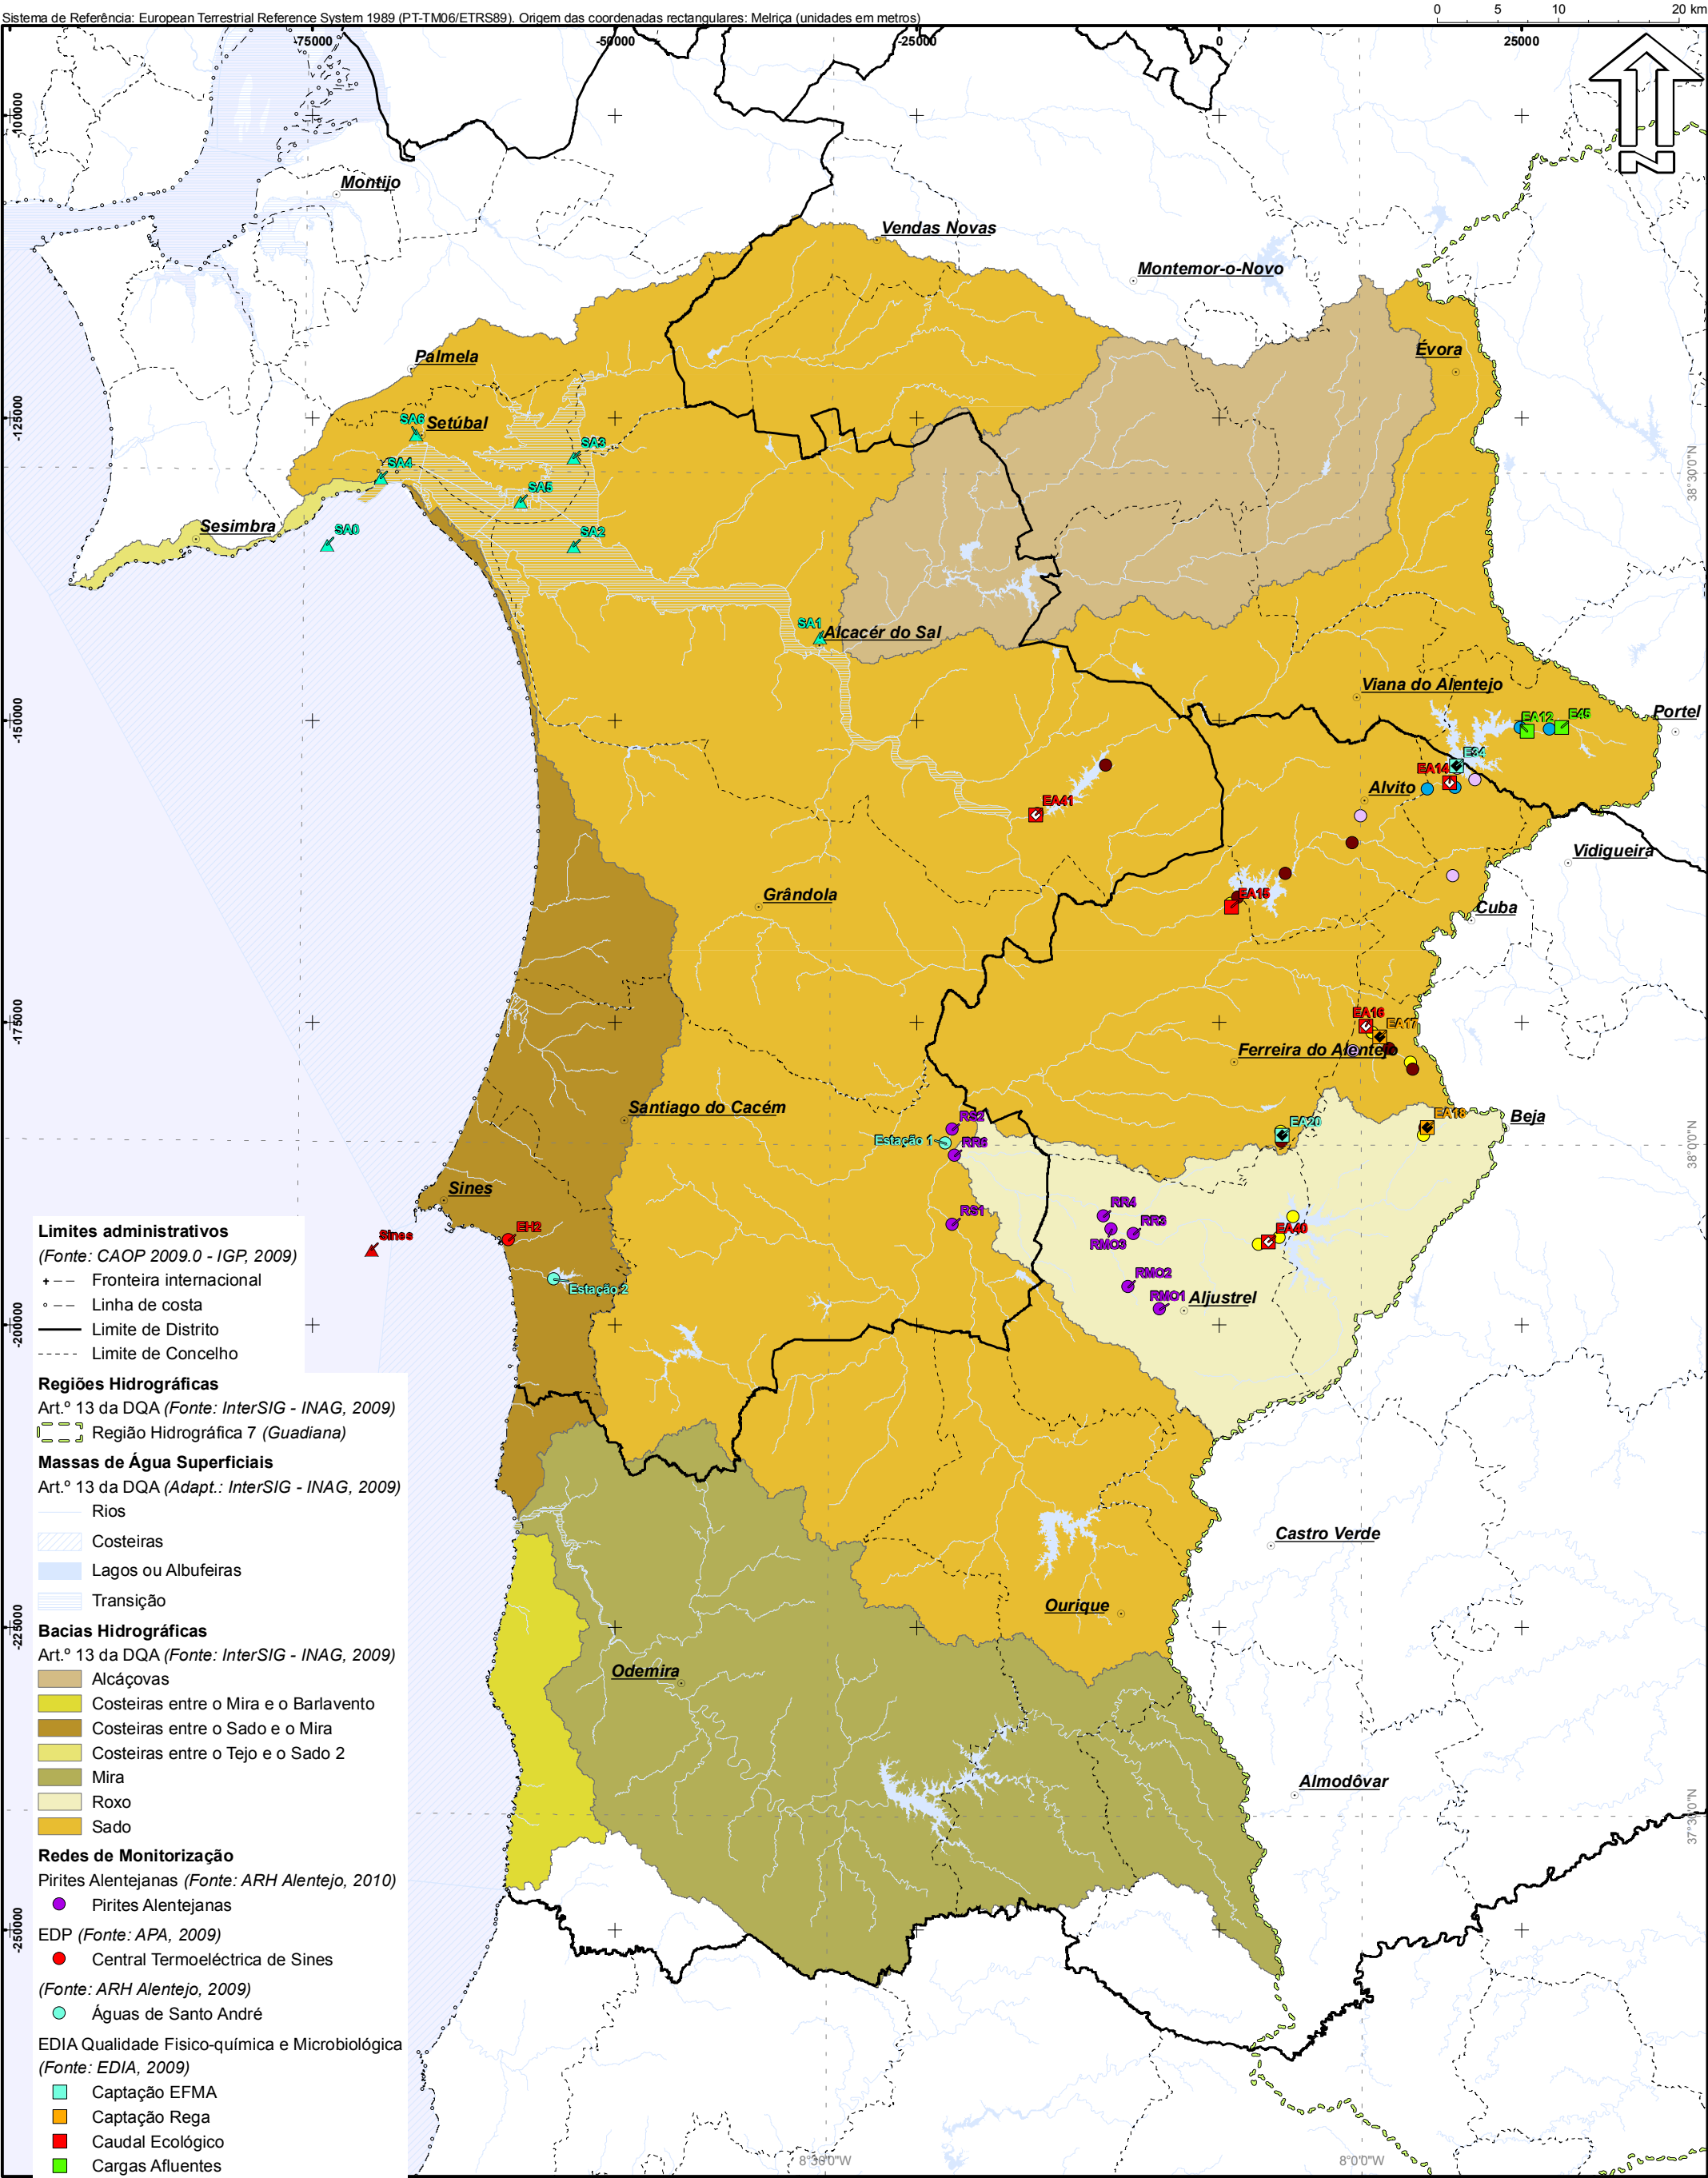 Sistema de Referência: European Terrestrial Reference System 1989 (PT-TM06/ETRS89). Origem das coordenadas rectangulares: Melriça (unidades em metros)
0 5 10 20 km
-75000 -50000 -25000 0 25000
-100000
-125000
-150000
-175000
-200000
-225000
-250000
38°30'0"N
38°0'0"N
37°30'0"N
8°30'0"W
8°0'0"W
N
Montijo
Vendas Novas
Montemor-o-Novo
Palmela
Évora
SA6
Setúbal
SA3
SA4
SA5
Sesimbra
SA0
SA2
SA1
Alcacér do Sal
Viana do Alentejo
Portel
EA12
E45
E34
EA14
Alvito
EA41
Vidigueira
Grândola
EA15
Cuba
EA16
EA17
Ferreira do Alentejo
Santiago do Cacém
RS2
Estação 1
RR6
EA20
EA18
Beja
Sines
RR4
RS1
RR3
RMO3
EA40
Sines
EH2
Estação 2
RMO2
RMO1
Aljustrel
Castro Verde
Ourique
Odemira
Almodôvar
Limites administrativos
(Fonte: CAOP 2009.0 - IGP, 2009)
Fronteira internacional
Linha de costa
Limite de Distrito
Limite de Concelho
Regiões Hidrográficas
Art.º 13 da DQA (Fonte: InterSIG - INAG, 2009)
Região Hidrográfica 7 (Guadiana)
Massas de Água Superficiais
Art.º 13 da DQA (Adapt.: InterSIG - INAG, 2009)
Rios
Costeiras
Lagos ou Albufeiras
Transição
Bacias Hidrográficas
Art.º 13 da DQA (Fonte: InterSIG - INAG, 2009)
Alcáçovas
Costeiras entre o Mira e o Barlavento
Costeiras entre o Sado e o Mira
Costeiras entre o Tejo e o Sado 2
Mira
Roxo
Sado
Redes de Monitorização
Pirites Alentejanas (Fonte: ARH Alentejo, 2010)
Pirites Alentejanas
EDP (Fonte: APA, 2009)
Central Termoeléctrica de Sines
(Fonte: ARH Alentejo, 2009)
Águas de Santo André
EDIA Qualidade Fisico-química e Microbiológica
(Fonte: EDIA, 2009)
Captação EFMA
Captação Rega
Caudal Ecológico
Cargas Afluentes